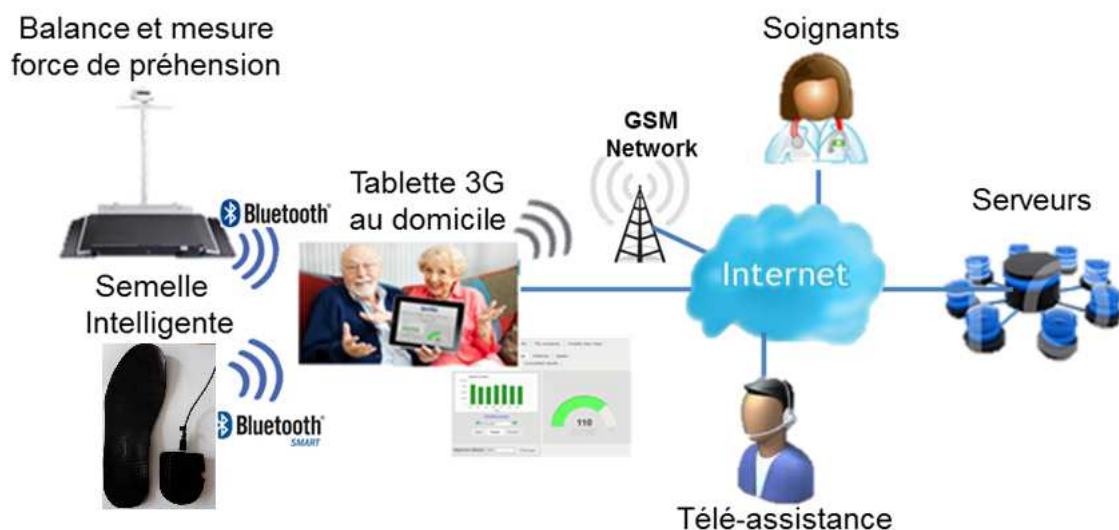 Balance et mesure
force de préhension
Bluetooth®
Semelle
Intelligente
Bluetooth®
SMART
Tablette 3G
au domicile
110
GSM
Network
Soignants
Internet
Serveurs
Télé-assistance